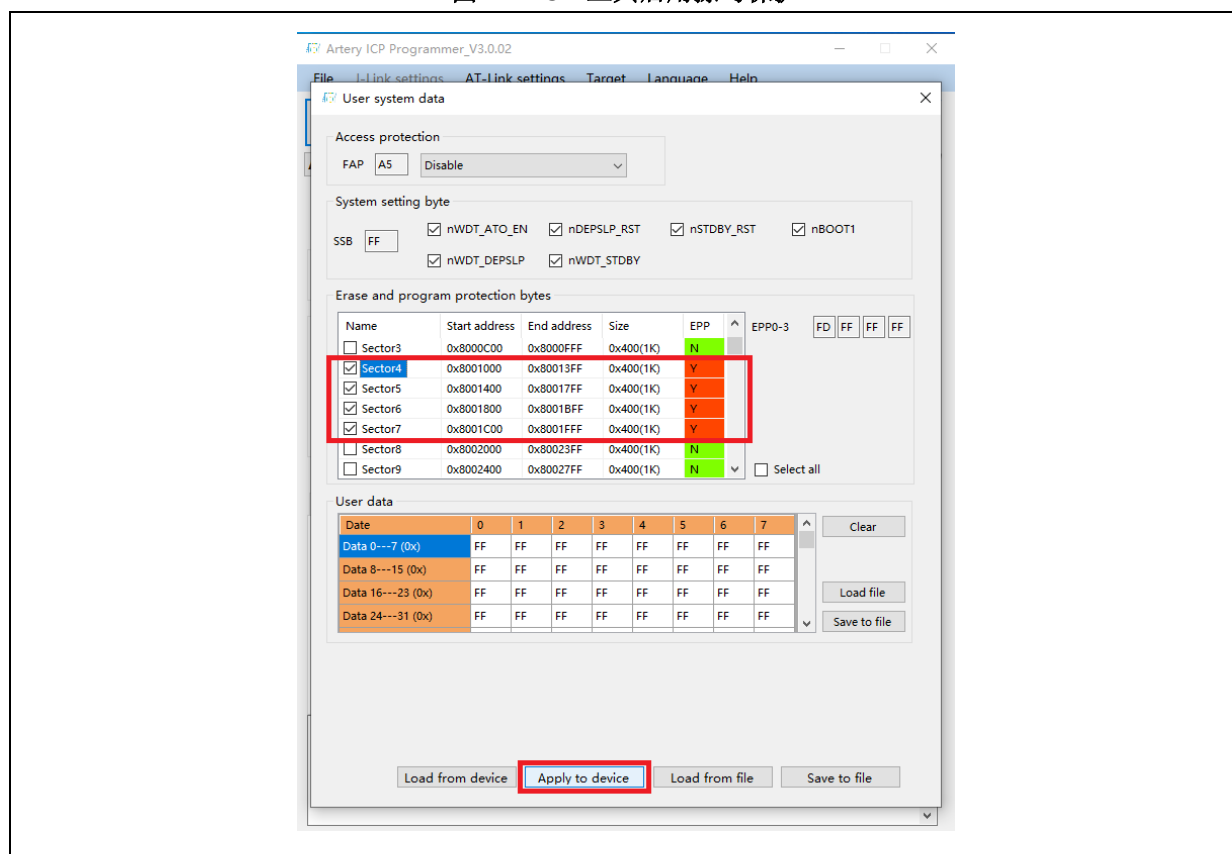 Artery ICP Programmer_V3.0.02
File J-Link settings AT-Link settings Target Language Help
User system data
Access protection
FAP A5 Disable
System setting byte
SSB FF
nWDT_ATO_EN nDEPSLP_RST nSTDBY_RST nBOOT1
nWDT_DEPSLP nWDT_STDBY
Erase and program protection bytes
Name Start address End address Size EPP
EPP0-3 FD FF FF FF
Sector3 0x8000C00 0x8000FFF 0x400(1K) N
Sector4 0x8001000 0x80013FF 0x400(1K) Y
Sector5 0x8001400 0x80017FF 0x400(1K) Y
Sector6 0x8001800 0x8001BFF 0x400(1K) Y
Sector7 0x8001C00 0x8001FFF 0x400(1K) Y
Sector8 0x8002000 0x80023FF 0x400(1K) N
Sector9 0x8002400 0x80027FF 0x400(1K) N
Select all
User data
Date 0 1 2 3 4 5 6 7
Clear
Data 0---7 (0x) FF FF FF FF FF FF FF FF
Data 8---15 (0x) FF FF FF FF FF FF FF FF
Data 16---23 (0x) FF FF FF FF FF FF FF FF
Load file
Data 24---31 (0x) FF FF FF FF FF FF FF FF
Save to file
Load from device Apply to device Load from file Save to file